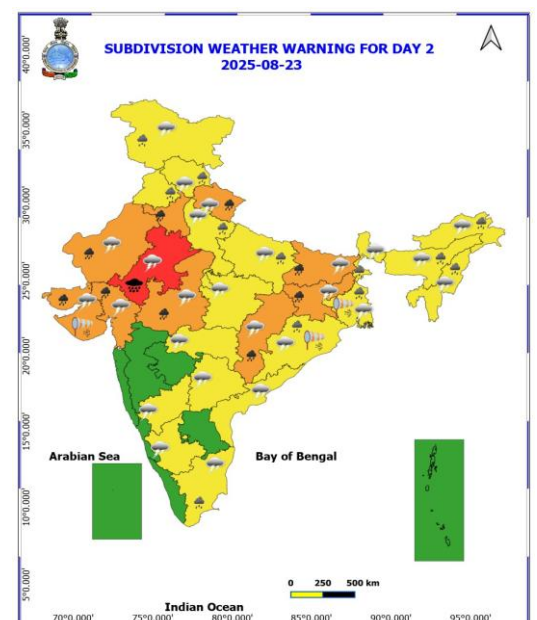 SUBDIVISION WEATHER WARNING FOR DAY 2
2025-08-23
40°0.000'
35°0.000'
30°0.000'
25°0.000'
20°0.000'
15°0.000'
10°0.000'
5°0.000'
Arabian Sea
Bay of Bengal
0 250 500 km
Indian Ocean
70°0.000' 75°0.000' 80°0.000' 85°0.000' 90°0.000' 95°0.000'